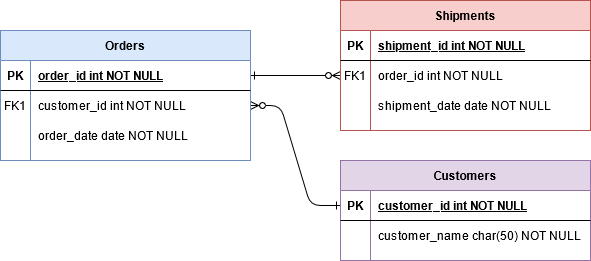 Orders
PK order_id int NOT NULL
FK1 customer_id int NOT NULL
order_date date NOT NULL
Shipments
PK shipment_id int NOT NULL
FK1 order_id int NOT NULL
shipment_date date NOT NULL
Customers
PK customer_id int NOT NULL
customer_name char(50) NOT NULL